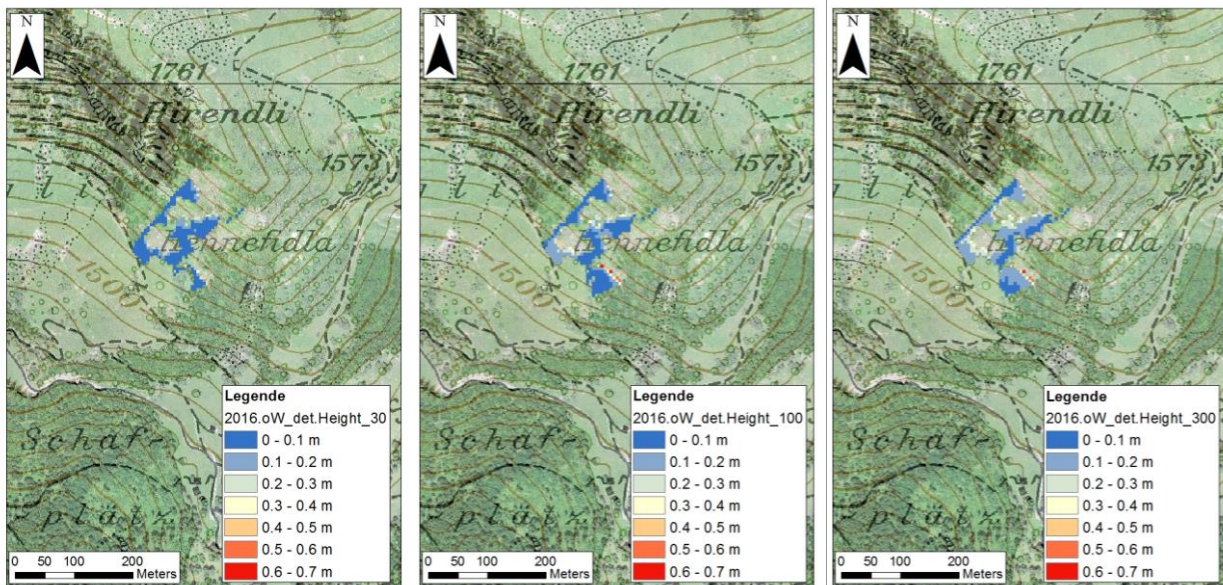 N
1761
Hirendli
1573
1500
Schaf-
plätz
Legende
2016.oW_det.Height_30
0 - 0.1 m
0.1 - 0.2 m
0.2 - 0.3 m
0.3 - 0.4 m
0.4 - 0.5 m
0.5 - 0.6 m
0.6 - 0.7 m
0 50 100 200
Meters
N
1761
Hirendli
1573
1500
Schaf-
plätz
Legende
2016.oW_det.Height_100
0 - 0.1 m
0.1 - 0.2 m
0.2 - 0.3 m
0.3 - 0.4 m
0.4 - 0.5 m
0.5 - 0.6 m
0.6 - 0.7 m
0 50 100 200
Meters
N
1761
Hirendli
1573
1500
Schaf-
plätz
Legende
2016.oW_det.Height_300
0 - 0.1 m
0.1 - 0.2 m
0.2 - 0.3 m
0.3 - 0.4 m
0.4 - 0.5 m
0.5 - 0.6 m
0.6 - 0.7 m
0 50 100 200
Meters